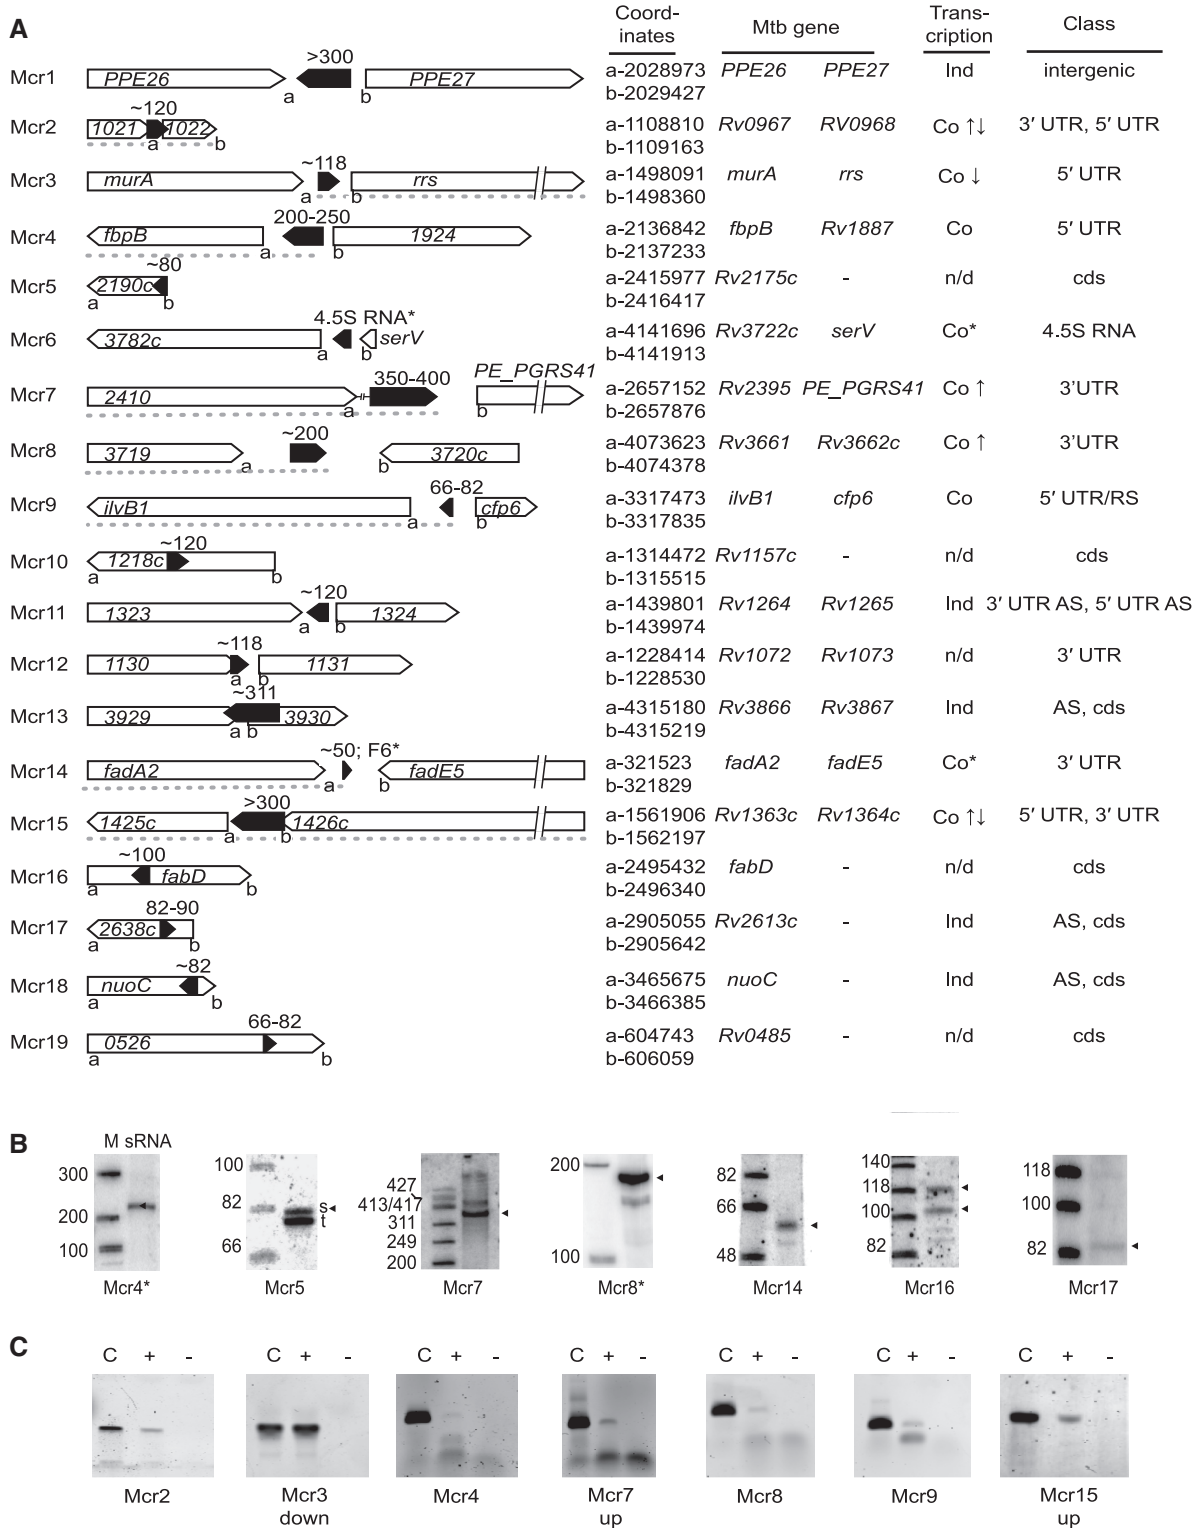 A
Coord-
inates
Mtb gene
Trans-
cription
Class
Mcr1 PPE26 >300 PPE27 a b a-2028973 b-2029427 PPE26 PPE27 Ind intergenic
Mcr2 1021 ~120 1022 a b a-1108810 b-1109163 Rv0967 RV0968 Co ↑↓ 3′ UTR, 5′ UTR
Mcr3 murA ~118 rrs a b a-1498091 b-1498360 murA rrs Co ↓ 5′ UTR
Mcr4 fbpB 200-250 1924 a b a-2136842 b-2137233 fbpB Rv1887 Co 5′ UTR
Mcr5 2190c ~80 a b a-2415977 b-2416417 Rv2175c - n/d cds
Mcr6 3782c 4.5S RNA* serV a b a-4141696 b-4141913 Rv3722c serV Co* 4.5S RNA
Mcr7 2410 350-400 PE_PGRS41 a b a-2657152 b-2657876 Rv2395 PE_PGRS41 Co ↑ 3'UTR
Mcr8 3719 ~200 3720c a b a-4073623 b-4074378 Rv3661 Rv3662c Co ↑ 3'UTR
Mcr9 ilvB1 66-82 cfp6 a b a-3317473 b-3317835 ilvB1 cfp6 Co 5′ UTR/RS
Mcr10 1218c ~120 a b a-1314472 b-1315515 Rv1157c - n/d cds
Mcr11 1323 ~120 1324 a b a-1439801 b-1439974 Rv1264 Rv1265 Ind 3′ UTR AS, 5′ UTR AS
Mcr12 1130 ~118 1131 a b a-1228414 b-1228530 Rv1072 Rv1073 n/d 3′ UTR
Mcr13 3929 ~311 3930 a b a-4315180 b-4315219 Rv3866 Rv3867 Ind AS, cds
Mcr14 fadA2 ~50; F6* fadE5 a b a-321523 b-321829 fadA2 fadE5 Co* 3′ UTR
Mcr15 1425c >300 1426c a b a-1561906 b-1562197 Rv1363c Rv1364c Co ↑↓ 5′ UTR, 3′ UTR
Mcr16 ~100 fabD a b a-2495432 b-2496340 fabD - n/d cds
Mcr17 2638c 82-90 a b a-2905055 b-2905642 Rv2613c - Ind AS, cds
Mcr18 nuoC ~82 a b a-3465675 b-3466385 nuoC - Ind AS, cds
Mcr19 0526 66-82 a b a-604743 b-606059 Rv0485 - n/d cds
B
M sRNA
300
200
100
Mcr4*
100
82
66
s
t
Mcr5
427
413/417
311
249
200
Mcr7
200
100
Mcr8*
82
66
48
Mcr14
140
118
100
82
Mcr16
118
100
82
Mcr17
C
C + -
Mcr2
C + -
Mcr3
down
C + -
Mcr4
C + -
Mcr7
up
C + -
Mcr8
C + -
Mcr9
C + -
Mcr15
up